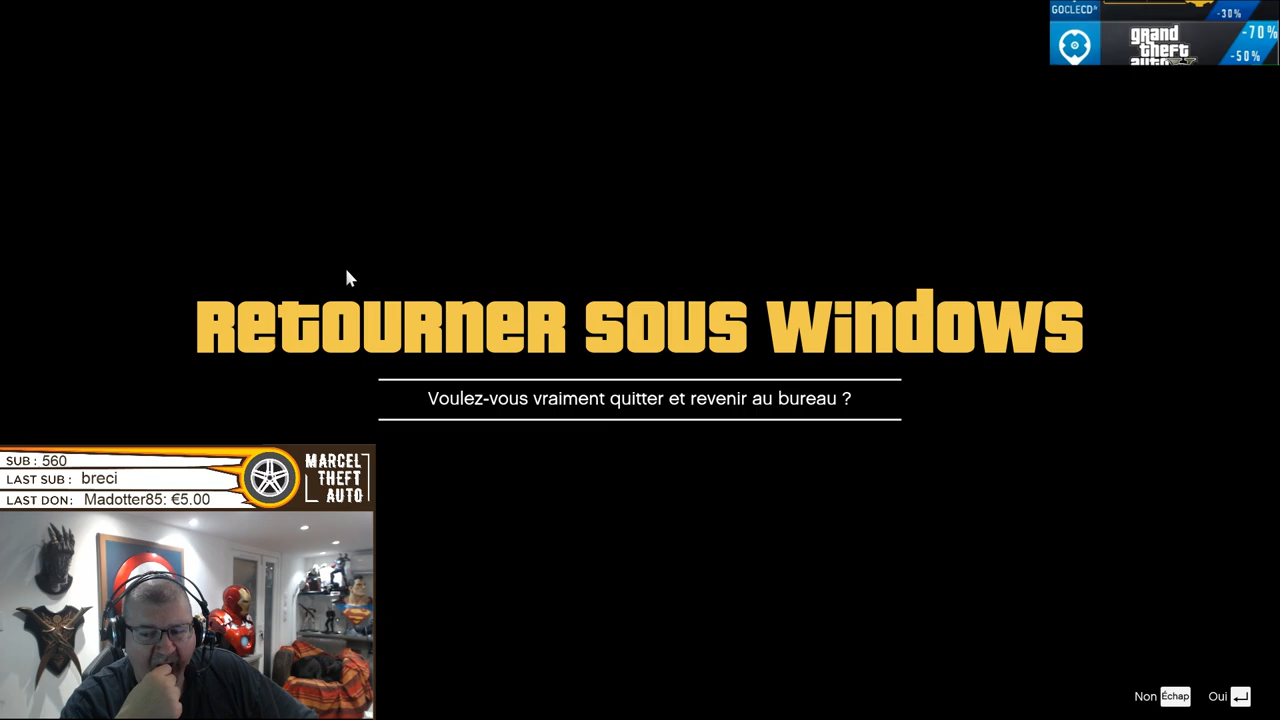 GOCLECD®
-30%
grand
theft
auto
-70%
-50%
RETOURNER SOUS WINDOWS
Voulez-vous vraiment quitter et revenir au bureau ?
SUB : 560
LAST SUB : breci
LAST DON: Madotter85: €5.00
MARCEL
THEFT
AUTO
Non Échap Oui